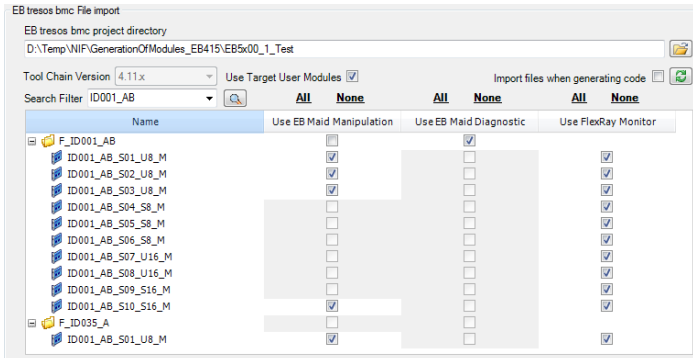 EB tresos bmc File import
EB tresos bmc project directory
D:\Temp\NIF\GenerationOfModules_EB415\EB5x00_1_Test
Tool Chain Version 4.11.x Use Target User Modules Import files when generating code
Search Filter ID001_AB All None All None All None
Name Use EB Maid Manipulation Use EB Maid Diagnostic Use FlexRay Monitor
F_ID001_AB
ID001_AB_S01_U8_M
ID001_AB_S02_U8_M
ID001_AB_S03_U8_M
ID001_AB_S04_S8_M
ID001_AB_S05_S8_M
ID001_AB_S06_S8_M
ID001_AB_S07_U16_M
ID001_AB_S08_U16_M
ID001_AB_S09_S16_M
ID001_AB_S10_S16_M
F_ID035_A
ID001_AB_S01_U8_M